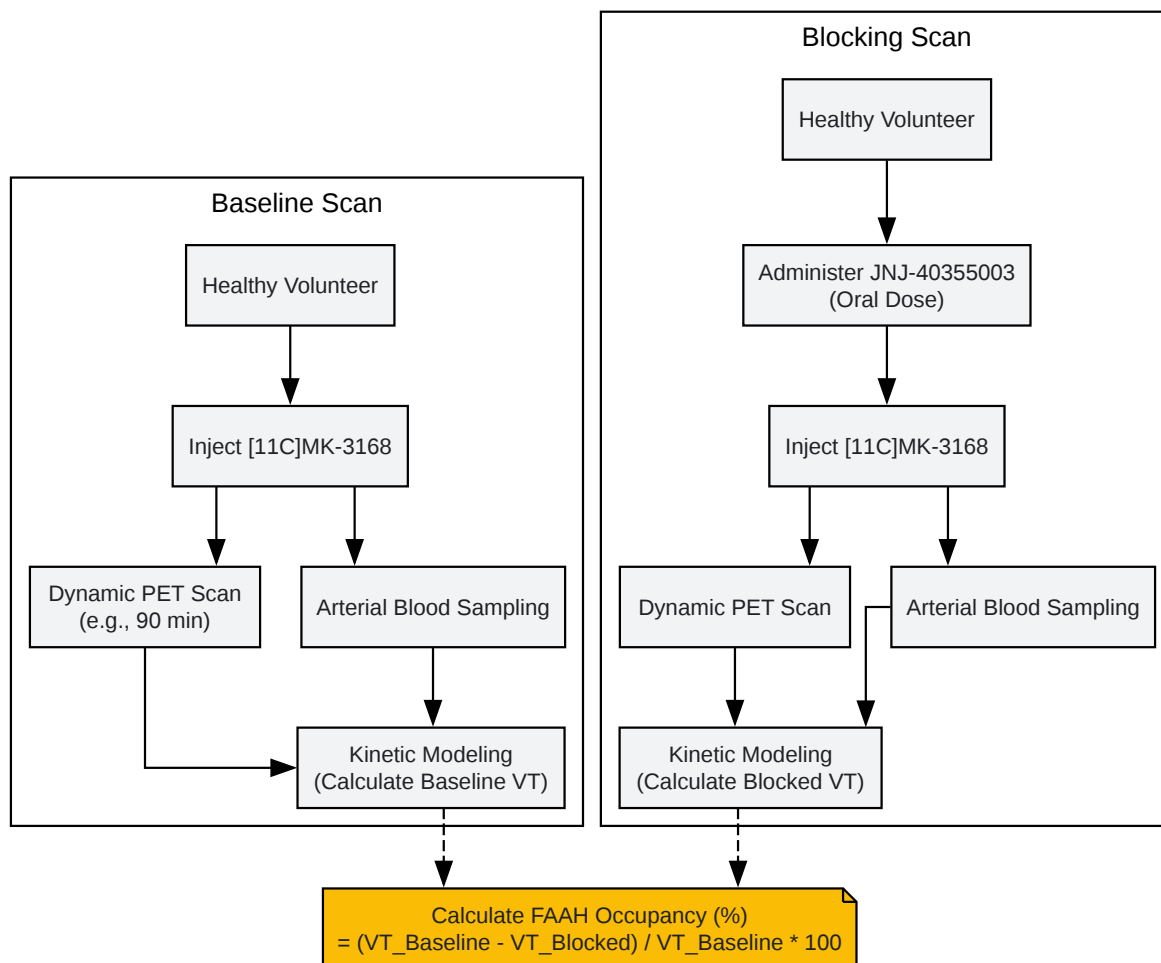 Baseline Scan
Healthy Volunteer
Inject [11C]MK-3168
Dynamic PET Scan
(e.g., 90 min)
Arterial Blood Sampling
Kinetic Modeling
(Calculate Baseline VT)
Blocking Scan
Healthy Volunteer
Administer JNJ-40355003
(Oral Dose)
Inject [11C]MK-3168
Dynamic PET Scan
Arterial Blood Sampling
Kinetic Modeling
(Calculate Blocked VT)
Calculate FAAH Occupancy (%)
= (VT_Baseline - VT_Blocked) / VT_Baseline * 100